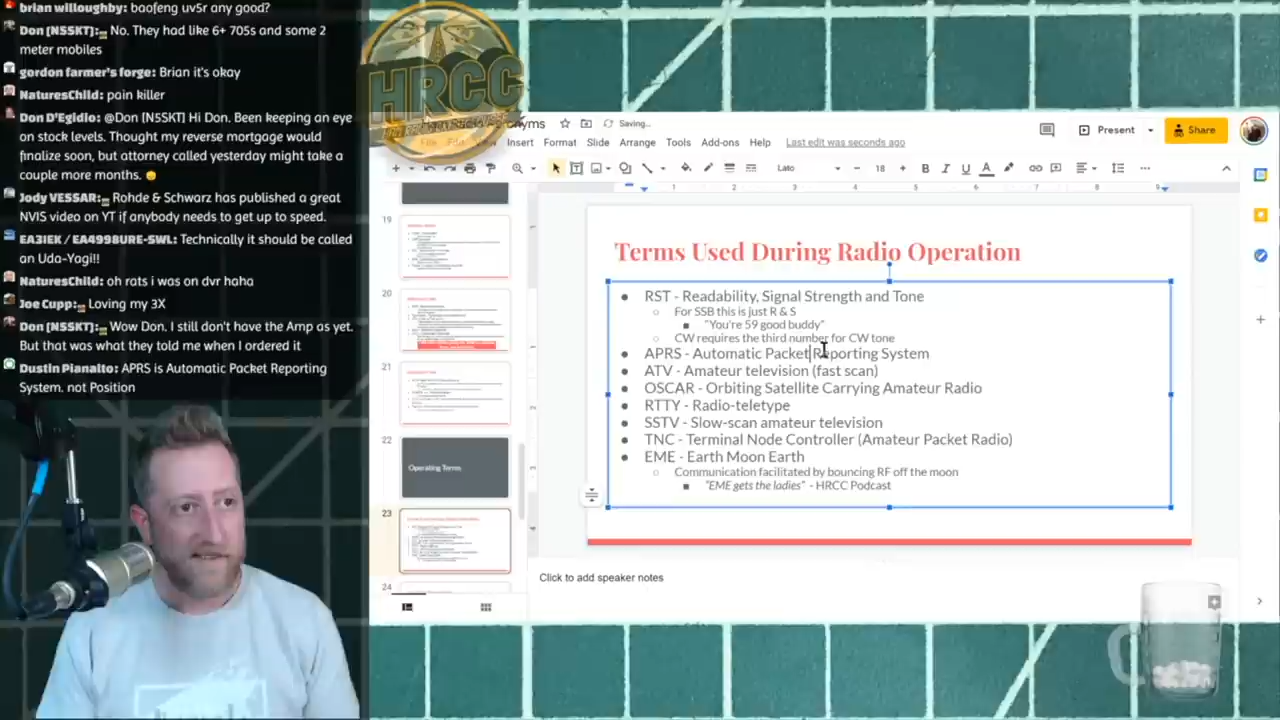 brian willoughby: baofeng uv5r any good?
Don [N5SKT]: No. They had like 6+ 705s and some 2
meter mobiles
gordon farmer's forge: Brian it's okay
NaturesChild: pain killer
Don D'Egidio: @Don [N5SKT] Hi Don. Been keeping an eye
on stock levels. Thought my reverse mortgage would
finalize soon, but attorney called yesterday might take a
couple more months.
Jody VESSAR: Rohde & Schwarz has published a great
NVIS video on YT if anybody needs to get up to speed.
Technically it should be called
an Uda-Yagi!!
NaturesChild: oh rats i was on dvr haha
Joe Cupp: Loving my 3X
Don [N5SKT]: Wow Don. I don't have the Amp as yet.
But that was what they told me when I ordered it
Dustin Pianalto: APRS is Automatic Packet Reporting
System. not Position
HRCC
Saving...
Present
Share
File Edit Insert Format Slide Arrange Tools Add-ons Help Last edit was seconds ago
Lato - 18 + B I U A
1 2 3 4 5 6 7 8 9
19
20
21
22
Operating Terms
23
24
Terms Used During Radio Operation
● RST - Readability, Signal Strength and Tone
○ For SSB this is just R & S
■ "You're 59 good buddy"
○ CW requires the third number for CW tone
● APRS - Automatic Packet Reporting System
● ATV - Amateur television (fast scan)
● OSCAR - Orbiting Satellite Carrying Amateur Radio
● RTTY - Radio-teletype
● SSTV - Slow-scan amateur television
● TNC - Terminal Node Controller (Amateur Packet Radio)
● EME - Earth Moon Earth
○ Communication facilitated by bouncing RF off the moon
■ "EME gets the ladies" - HRCC Podcast
Click to add speaker notes